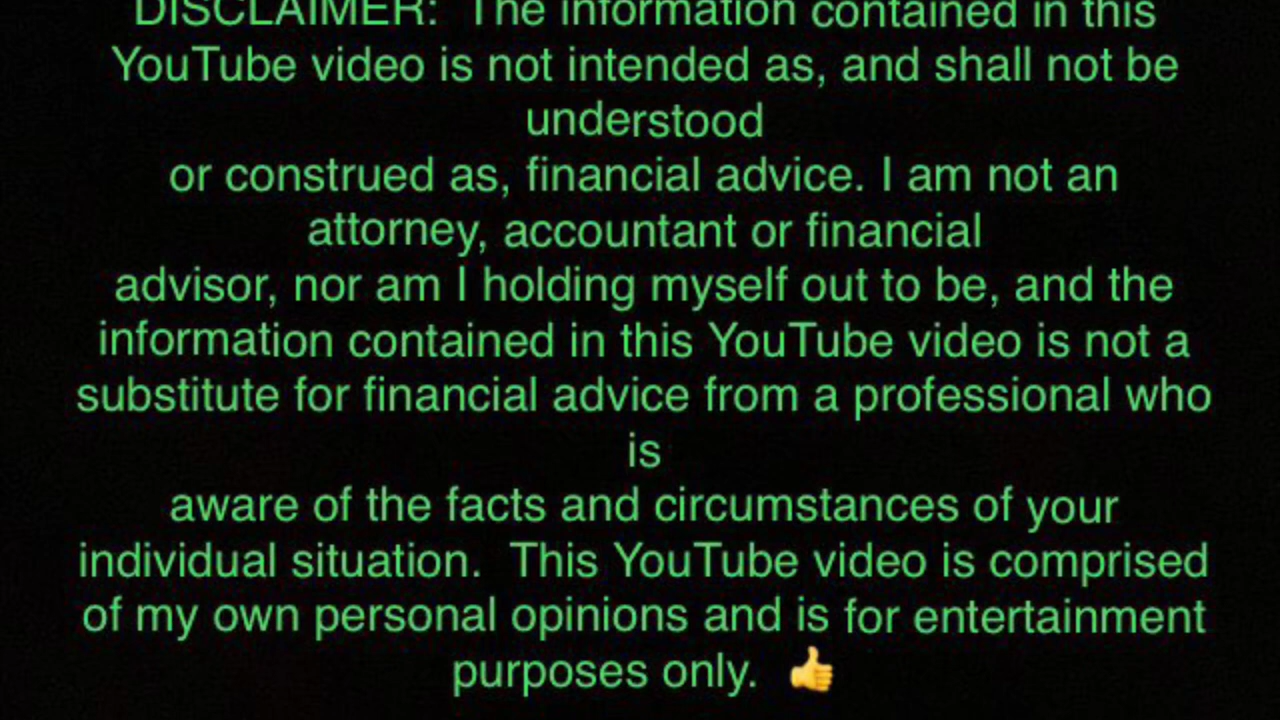 DISCLAIMER:  The information contained in this
YouTube video is not intended as, and shall not be
understood
or construed as, financial advice. I am not an
attorney, accountant or financial
advisor, nor am I holding myself out to be, and the
information contained in this YouTube video is not a
substitute for financial advice from a professional who
is
aware of the facts and circumstances of your
individual situation.  This YouTube video is comprised
of my own personal opinions and is for entertainment
purposes only.  👍